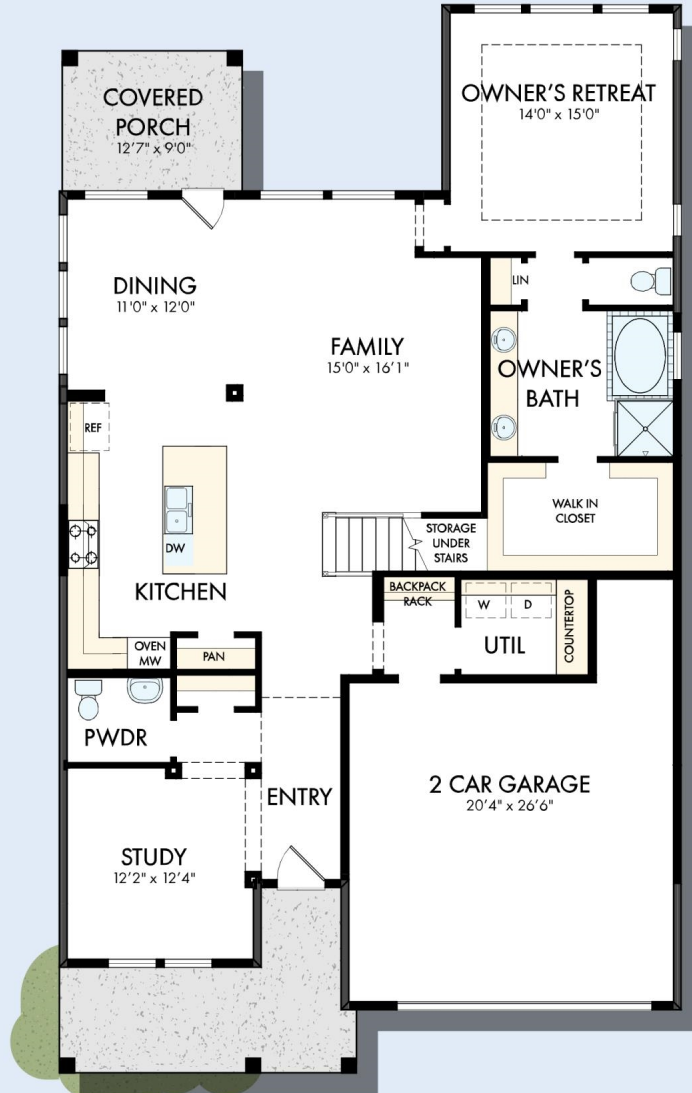 COVERED
PORCH
12'7" x 9'0"
OWNER'S RETREAT
14'0" x 15'0"
DINING
11'0" x 12'0"
FAMILY
15'0" x 16'1"
LIN
OWNER'S
BATH
REF
DW
KITCHEN
WALK IN
CLOSET
STORAGE
UNDER
STAIRS
BACKPACK
RACK
W
D
COUNTERTOP
UTIL
OVEN
MW
PAN
PWDR
ENTRY
2 CAR GARAGE
20'4" x 26'6"
STUDY
12'2" x 12'4"